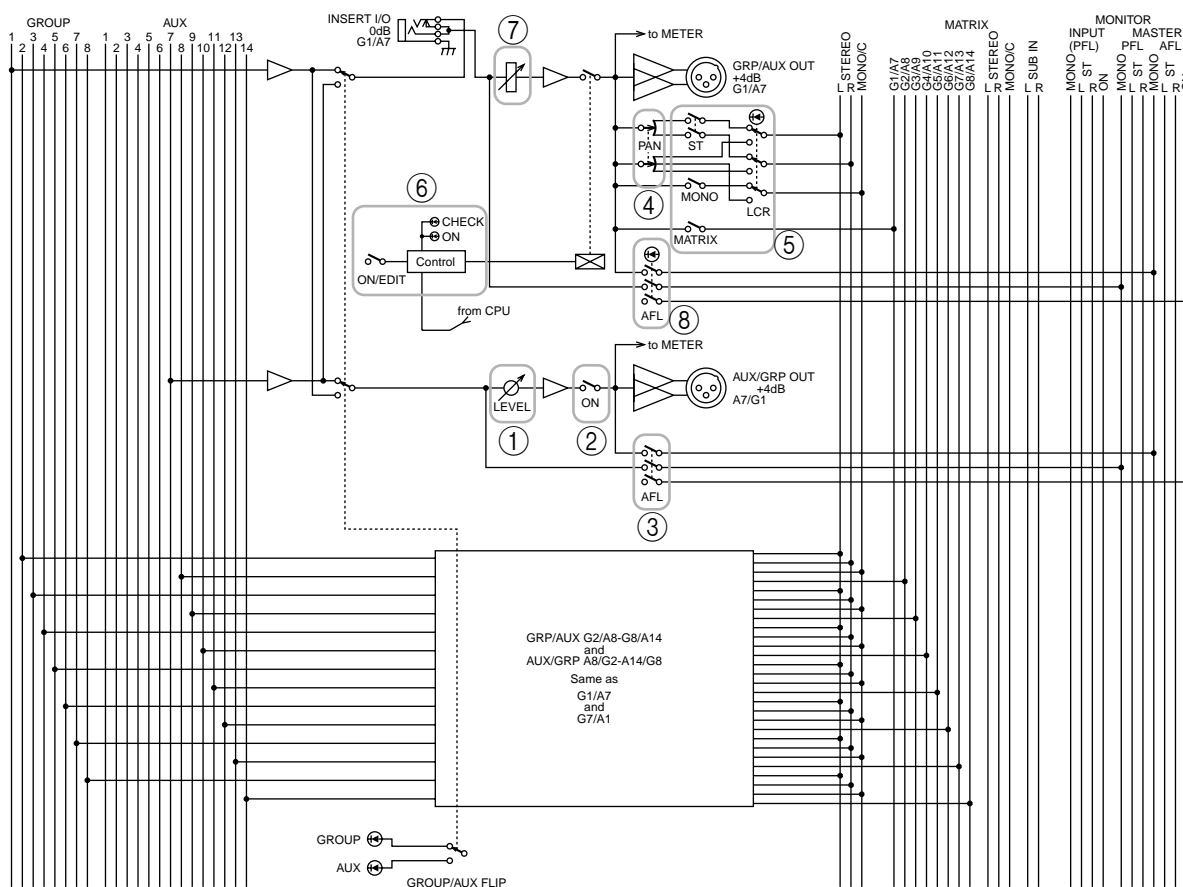 GROUP
AUX
1 3 5 7 1 3 5 7 9 11 13
2 4 6 8 2 4 6 8 10 12 14
INSERT I/O
0dB
G1/A7
⑦
to METER
GRP/AUX OUT
+4dB
G1/A7
STEREO
L R
MONO/C
MATRIX
G1/A7
G2/A8
G3/A9
G4/A10
G5/A11
G6/A12
G7/A13
G8/A14
STEREO
L R
MONO/C
SUB IN
L R
MONITOR
INPUT
(PFL)
MONO
ST
L R
ON
MASTER
PFL
MONO
ST
L R
AFL
MONO
ST
L R
PAN
ST
④
MONO
LCR
MATRIX
⑤
⑥
CHECK
ON
Control
ON/EDIT
from CPU
AFL
⑧
to METER
AUX/GRP OUT
+4dB
A7/G1
LEVEL
①
ON
②
AFL
③
GRP/AUX G2/A8-G8/A14
and
AUX/GRP A8/G2-A14/G8
Same as
G1/A7
and
G7/A1
GROUP
AUX
GROUP/AUX FLIP